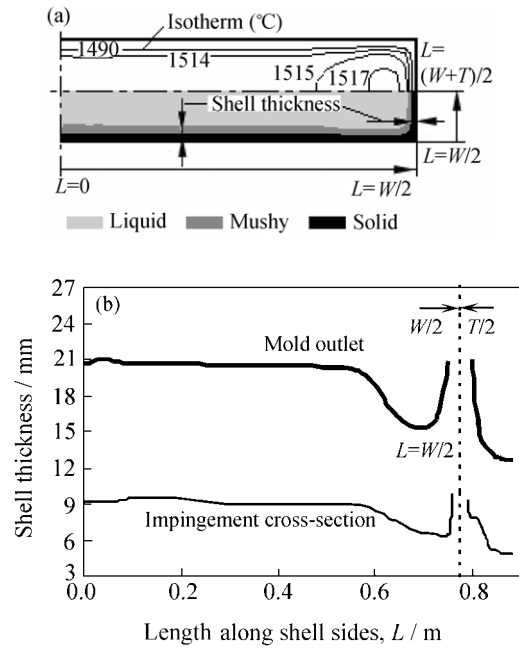 (a)
Isotherm (℃)
1490
1514
1515
1517
L=
(W+T)/2
Shell thickness
L=W/2
L=0
L=W/2
Liquid Mushy Solid
(b)
W/2 T/2
Mold outlet
L=W/2
Impingement cross-section
27
24
21
18
15
12
9
6
3
Shell thickness / mm
0.0 0.2 0.4 0.6 0.8
Length along shell sides, L / m